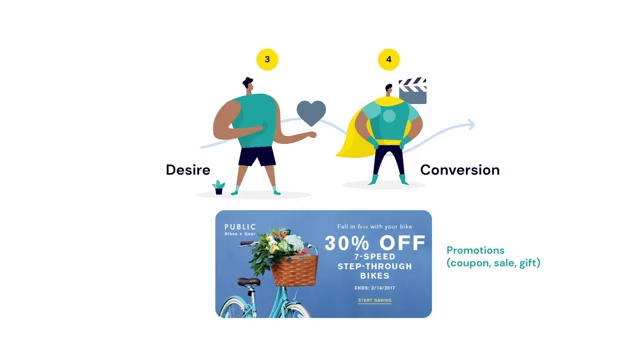 3
4
Desire
Conversion
PUBLIC
Bikes + Gear
Fall in love with your bike
30% OFF
7-SPEED
STEP-THROUGH
BIKES
ENDS: 2/14/2017
START SAVING
Promotions
(coupon, sale, gift)